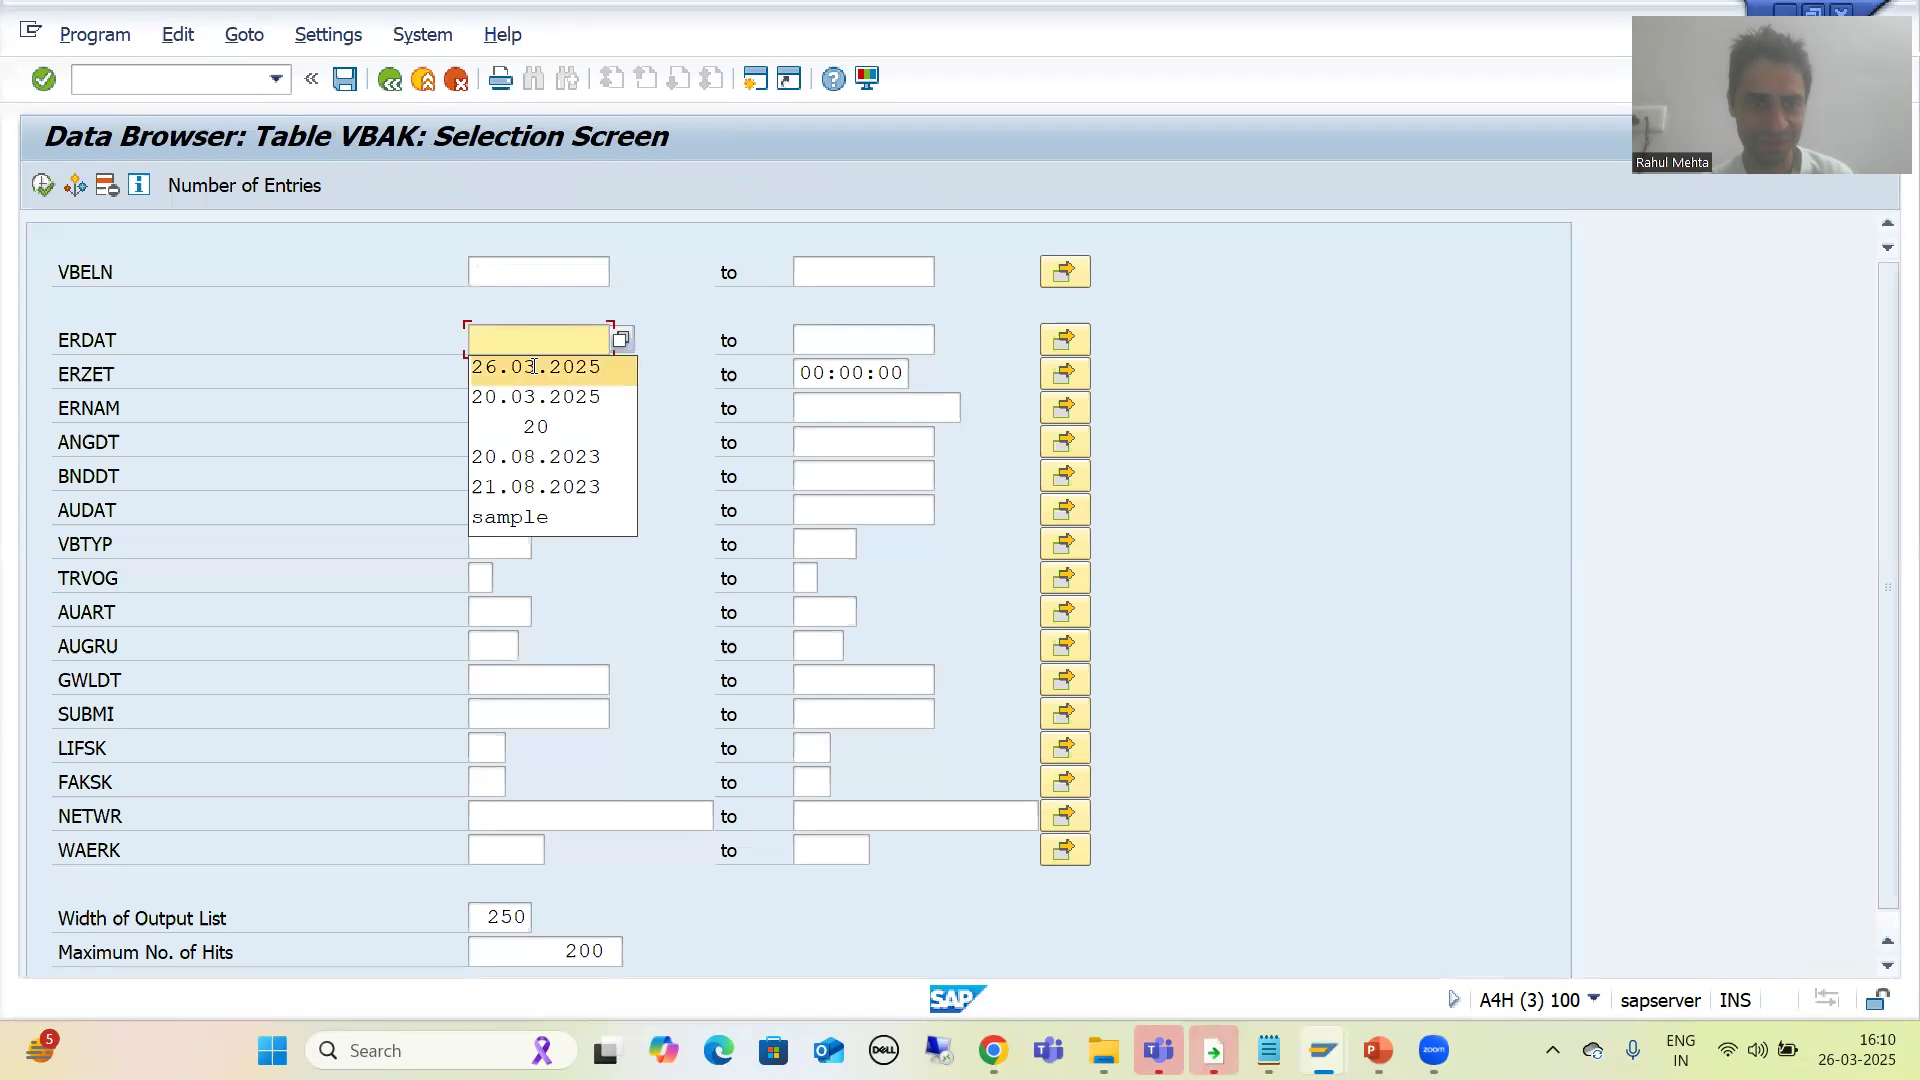 Program Edit Goto Settings System Help
Data Browser: Table VBAK: Selection Screen
Rahul Mehta
Number of Entries
VBELN to
ERDAT to
26.03.2025
ERZET to 00:00:00
20.03.2025
ERNAM to
20
ANGDT to
20.08.2023
BNDDT to
21.08.2023
AUDAT to
sample
VBTYP to
TRVOG to
AUART to
AUGRU to
GWLDT to
SUBMI to
LIFSK to
FAKSK to
NETWR to
WAERK to
Width of Output List 250
Maximum No. of Hits 200
SAP A4H (3) 100 sapserver INS
5 Search DELL zoom ENG 16:10
IN 26-03-2025